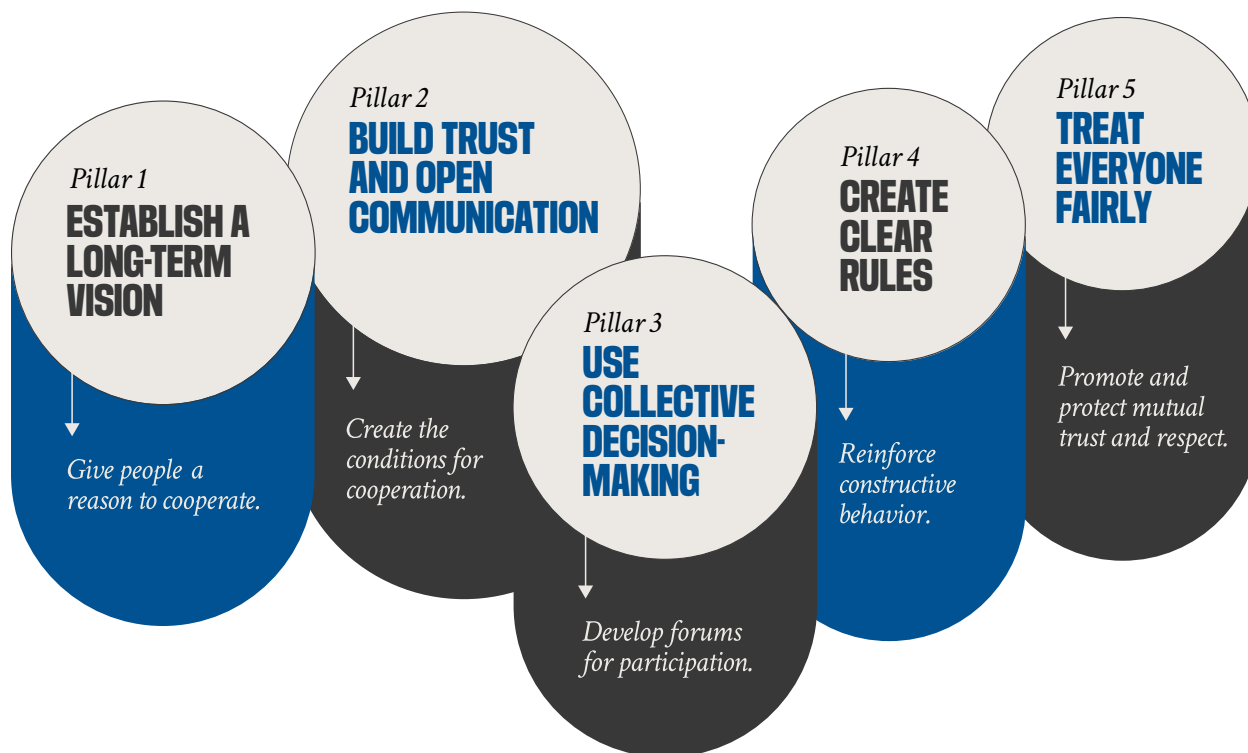 Pillar 1
ESTABLISH A
LONG-TERM
VISION
Give people a
reason to cooperate.
Pillar 2
BUILD TRUST
AND OPEN
COMMUNICATION
Create the
conditions for
cooperation.
Pillar 3
USE
COLLECTIVE
DECISION-
MAKING
Develop forums
for participation.
Pillar 4
CREATE
CLEAR
RULES
Reinforce
constructive
behavior.
Pillar 5
TREAT
EVERYONE
FAIRLY
Promote and
protect mutual
trust and respect.